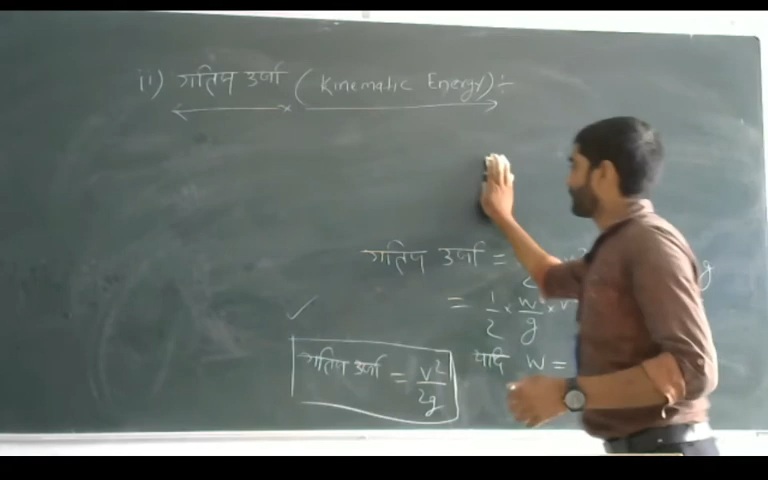 ii) गतिज उर्जा (Kinematic Energy) ÷
गतिज उर्जा =
= 1/2 × w/g × v
गतिज उर्जा = v²/2g
यदि w =